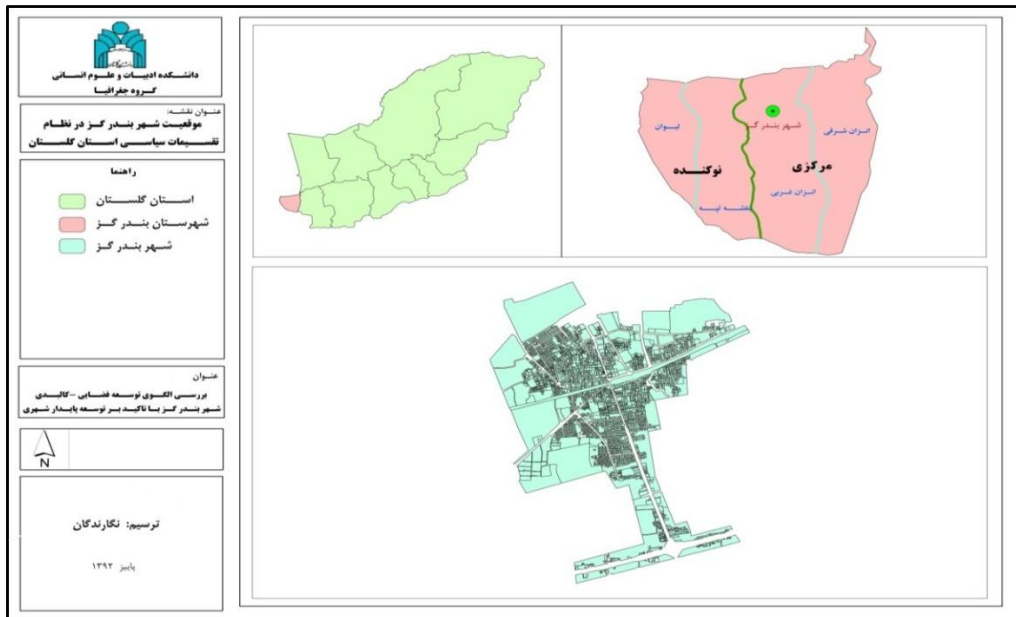 دانشکده ادبیات و علوم انسانی
گروه جغرافیا
عنوان نقشه:
موقعیت شهر بندر گز در نظام
تقسیمات سیاسی استان گلستان
راهنما
استان گلستان
شهرستان بندر گز
شهر بندر گز
عنوان
بررسی الگوی توسعه فضایی -کالبدی
شهر بندر گز با تاکید بر توسعه پایدار شهری
N
ترسیم: نگارندگان
پاییز ۱۳۹۲
شهر بندر گز
انزان شرقی
لیوان
مرکزی
نوکنده
انزان غربی
تپه